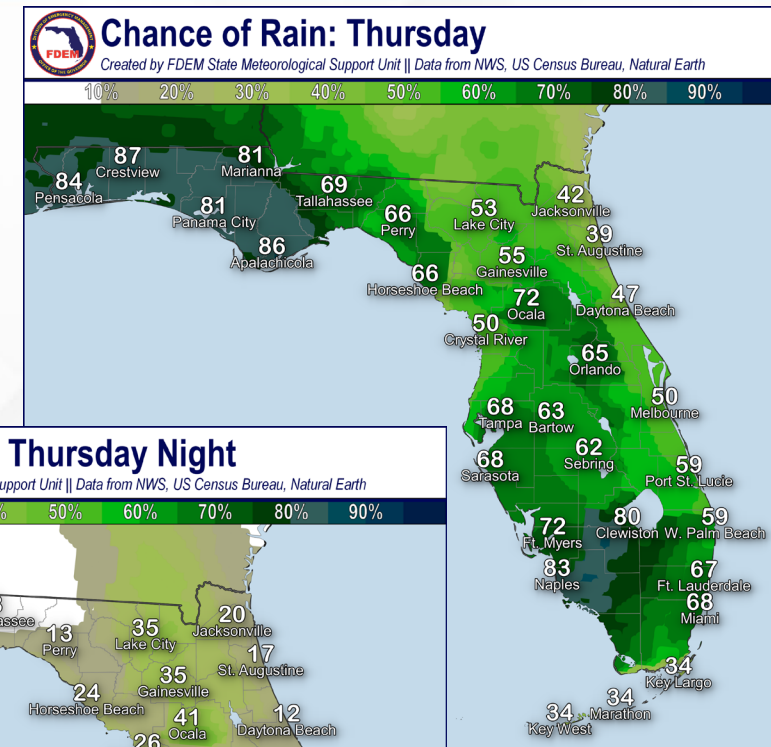 FDEM
Chance of Rain: Thursday
Created by FDEM State Meteorological Support Unit || Data from NWS, US Census Bureau, Natural Earth
10% 20% 30% 40% 50% 60% 70% 80% 90%
87
Crestview
81
Marianna
84
Pensacola
69
Tallahassee
81
Panama City
66
Perry
53
Lake City
42
Jacksonville
39
St. Augustine
86
Apalachicola
55
Gainesville
66
Horseshoe Beach
72
Ocala
47
Daytona Beach
50
Crystal River
65
Orlando
50
Melbourne
68
Tampa
63
Bartow
68
Sarasota
62
Sebring
59
Port St. Lucie
72
Ft. Myers
80
Clewiston
59
W. Palm Beach
83
Naples
67
Ft. Lauderdale
68
Miami
34
Key Largo
34
Marathon
34
Key West
Thursday Night
upport Unit || Data from NWS, US Census Bureau, Natural Earth
% 50% 60% 70% 80% 90%
assee
13
Perry
35
Lake City
20
Jacksonville
17
St. Augustine
35
Gainesville
24
Horseshoe Beach
41
Ocala
12
Daytona Beach
26